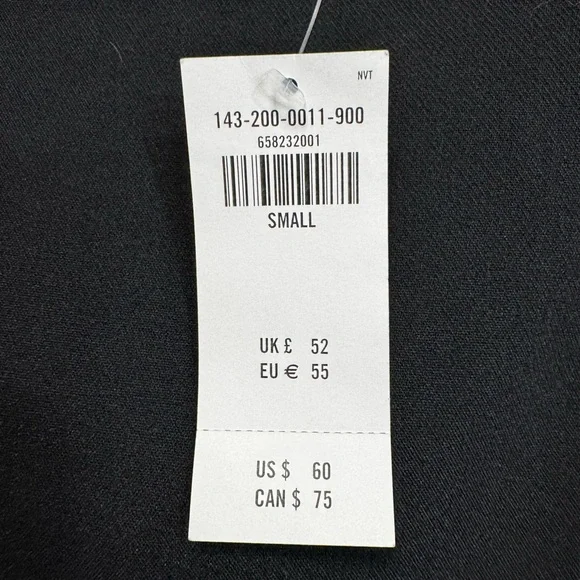 NVT
143-200-0011-900
658232001
SMALL
UK £ 52
EU € 55
US $ 60
CAN $ 75